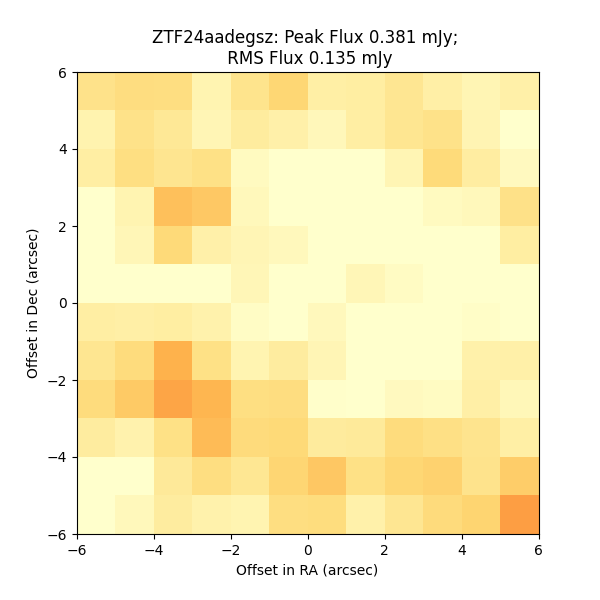 ZTF24aadegsz: Peak Flux 0.381 mJy;
RMS Flux 0.135 mJy
6
4
2
0
−2
−4
−6
Offset in Dec (arcsec)
−6 −4 −2 0 2 4 6
Offset in RA (arcsec)